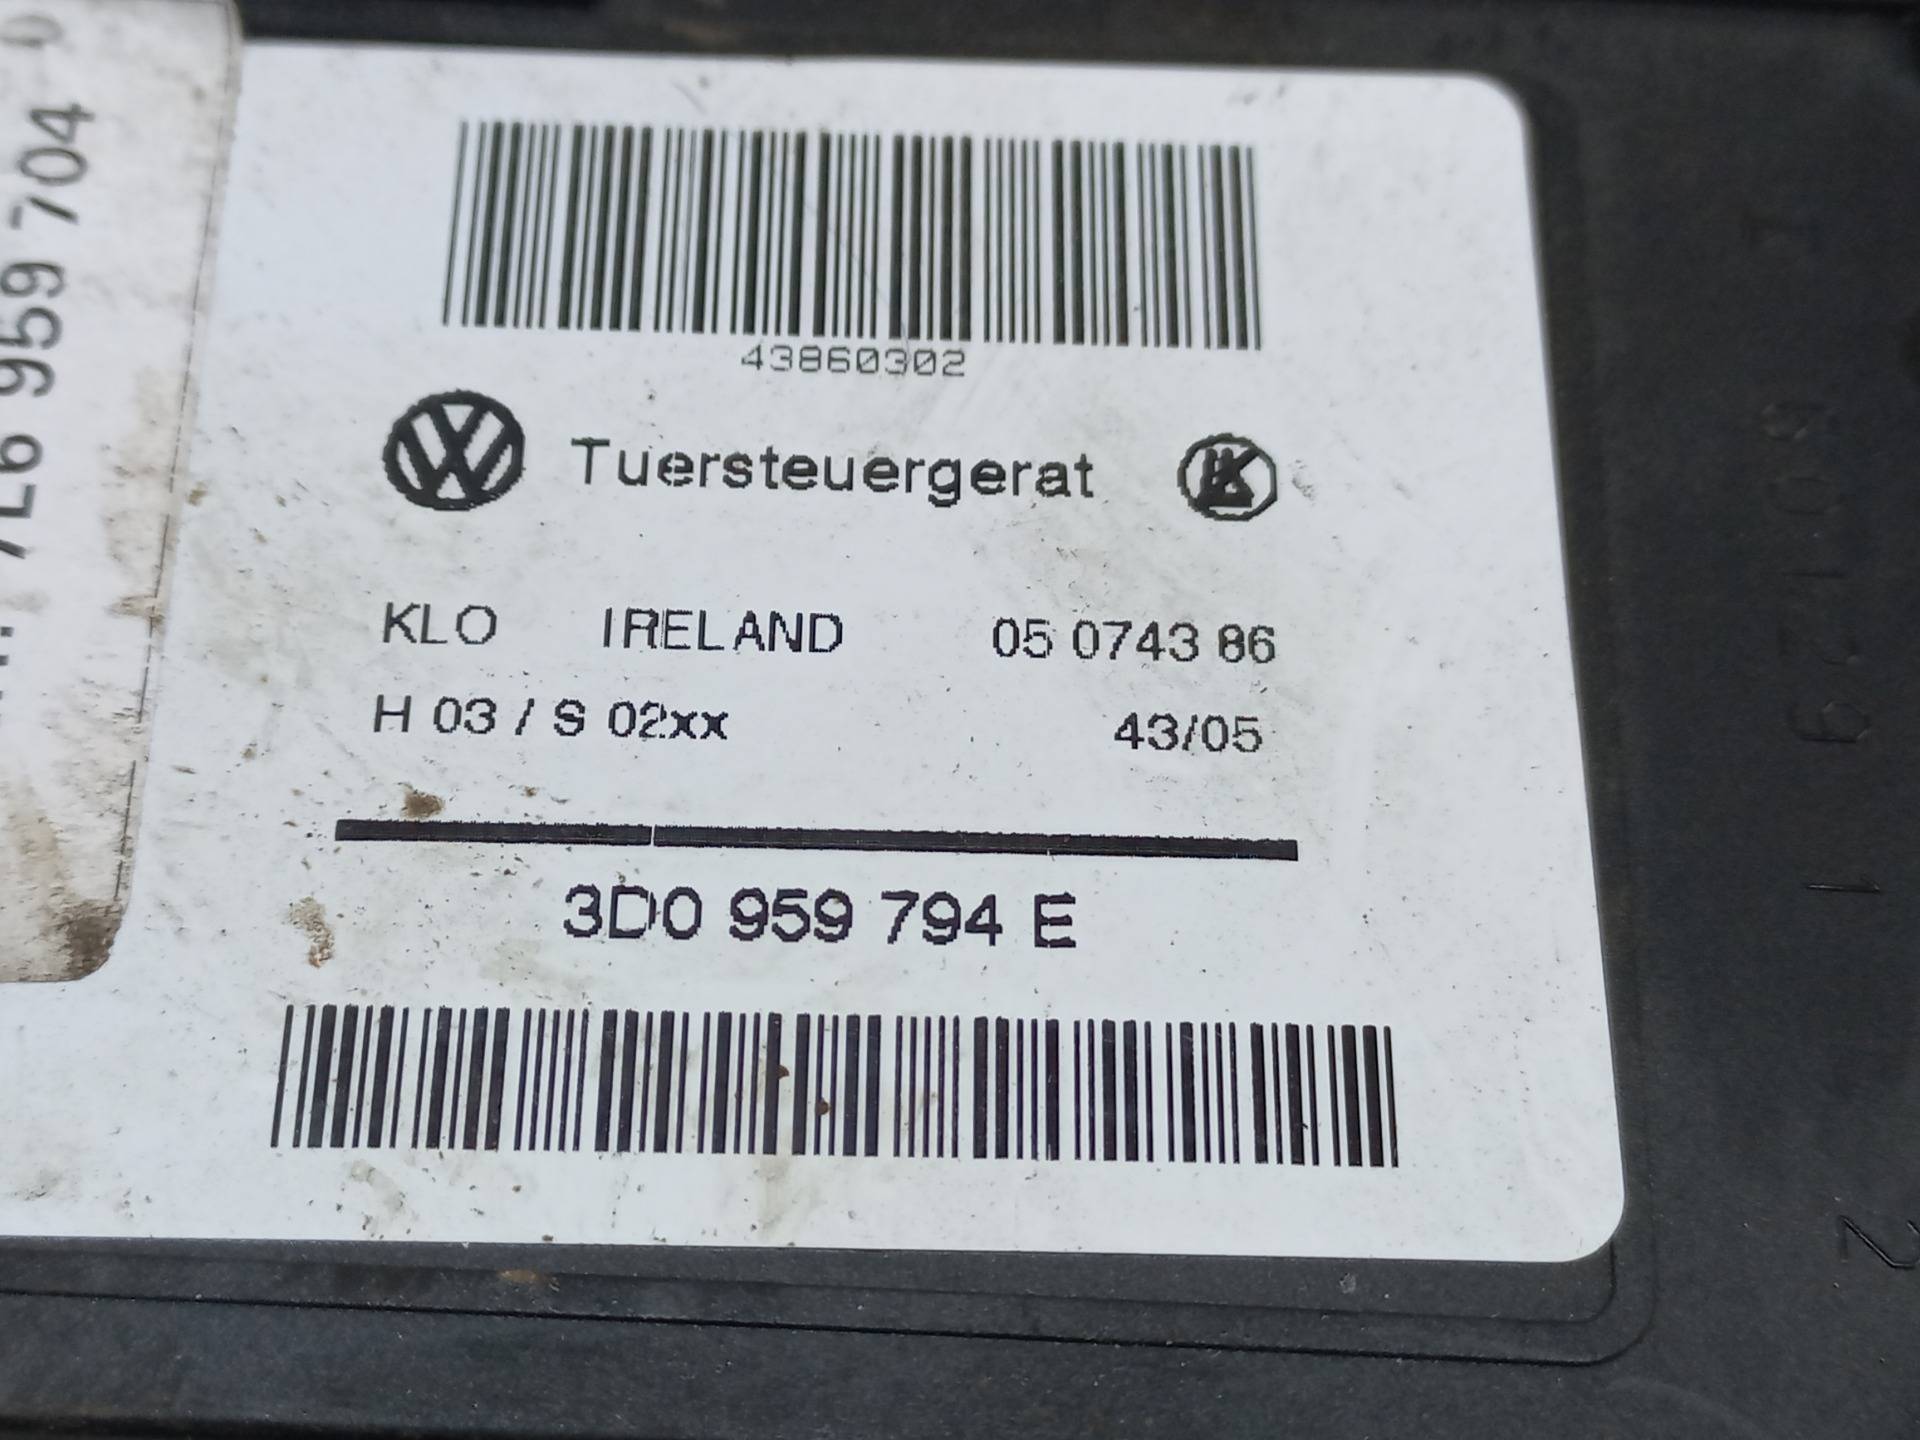 43860302
Tuersteuergerat
KLO IRELAND 05 0743 86
H 03 / S 02xx 43/05
3D0 959 794 E
7L6 959 704